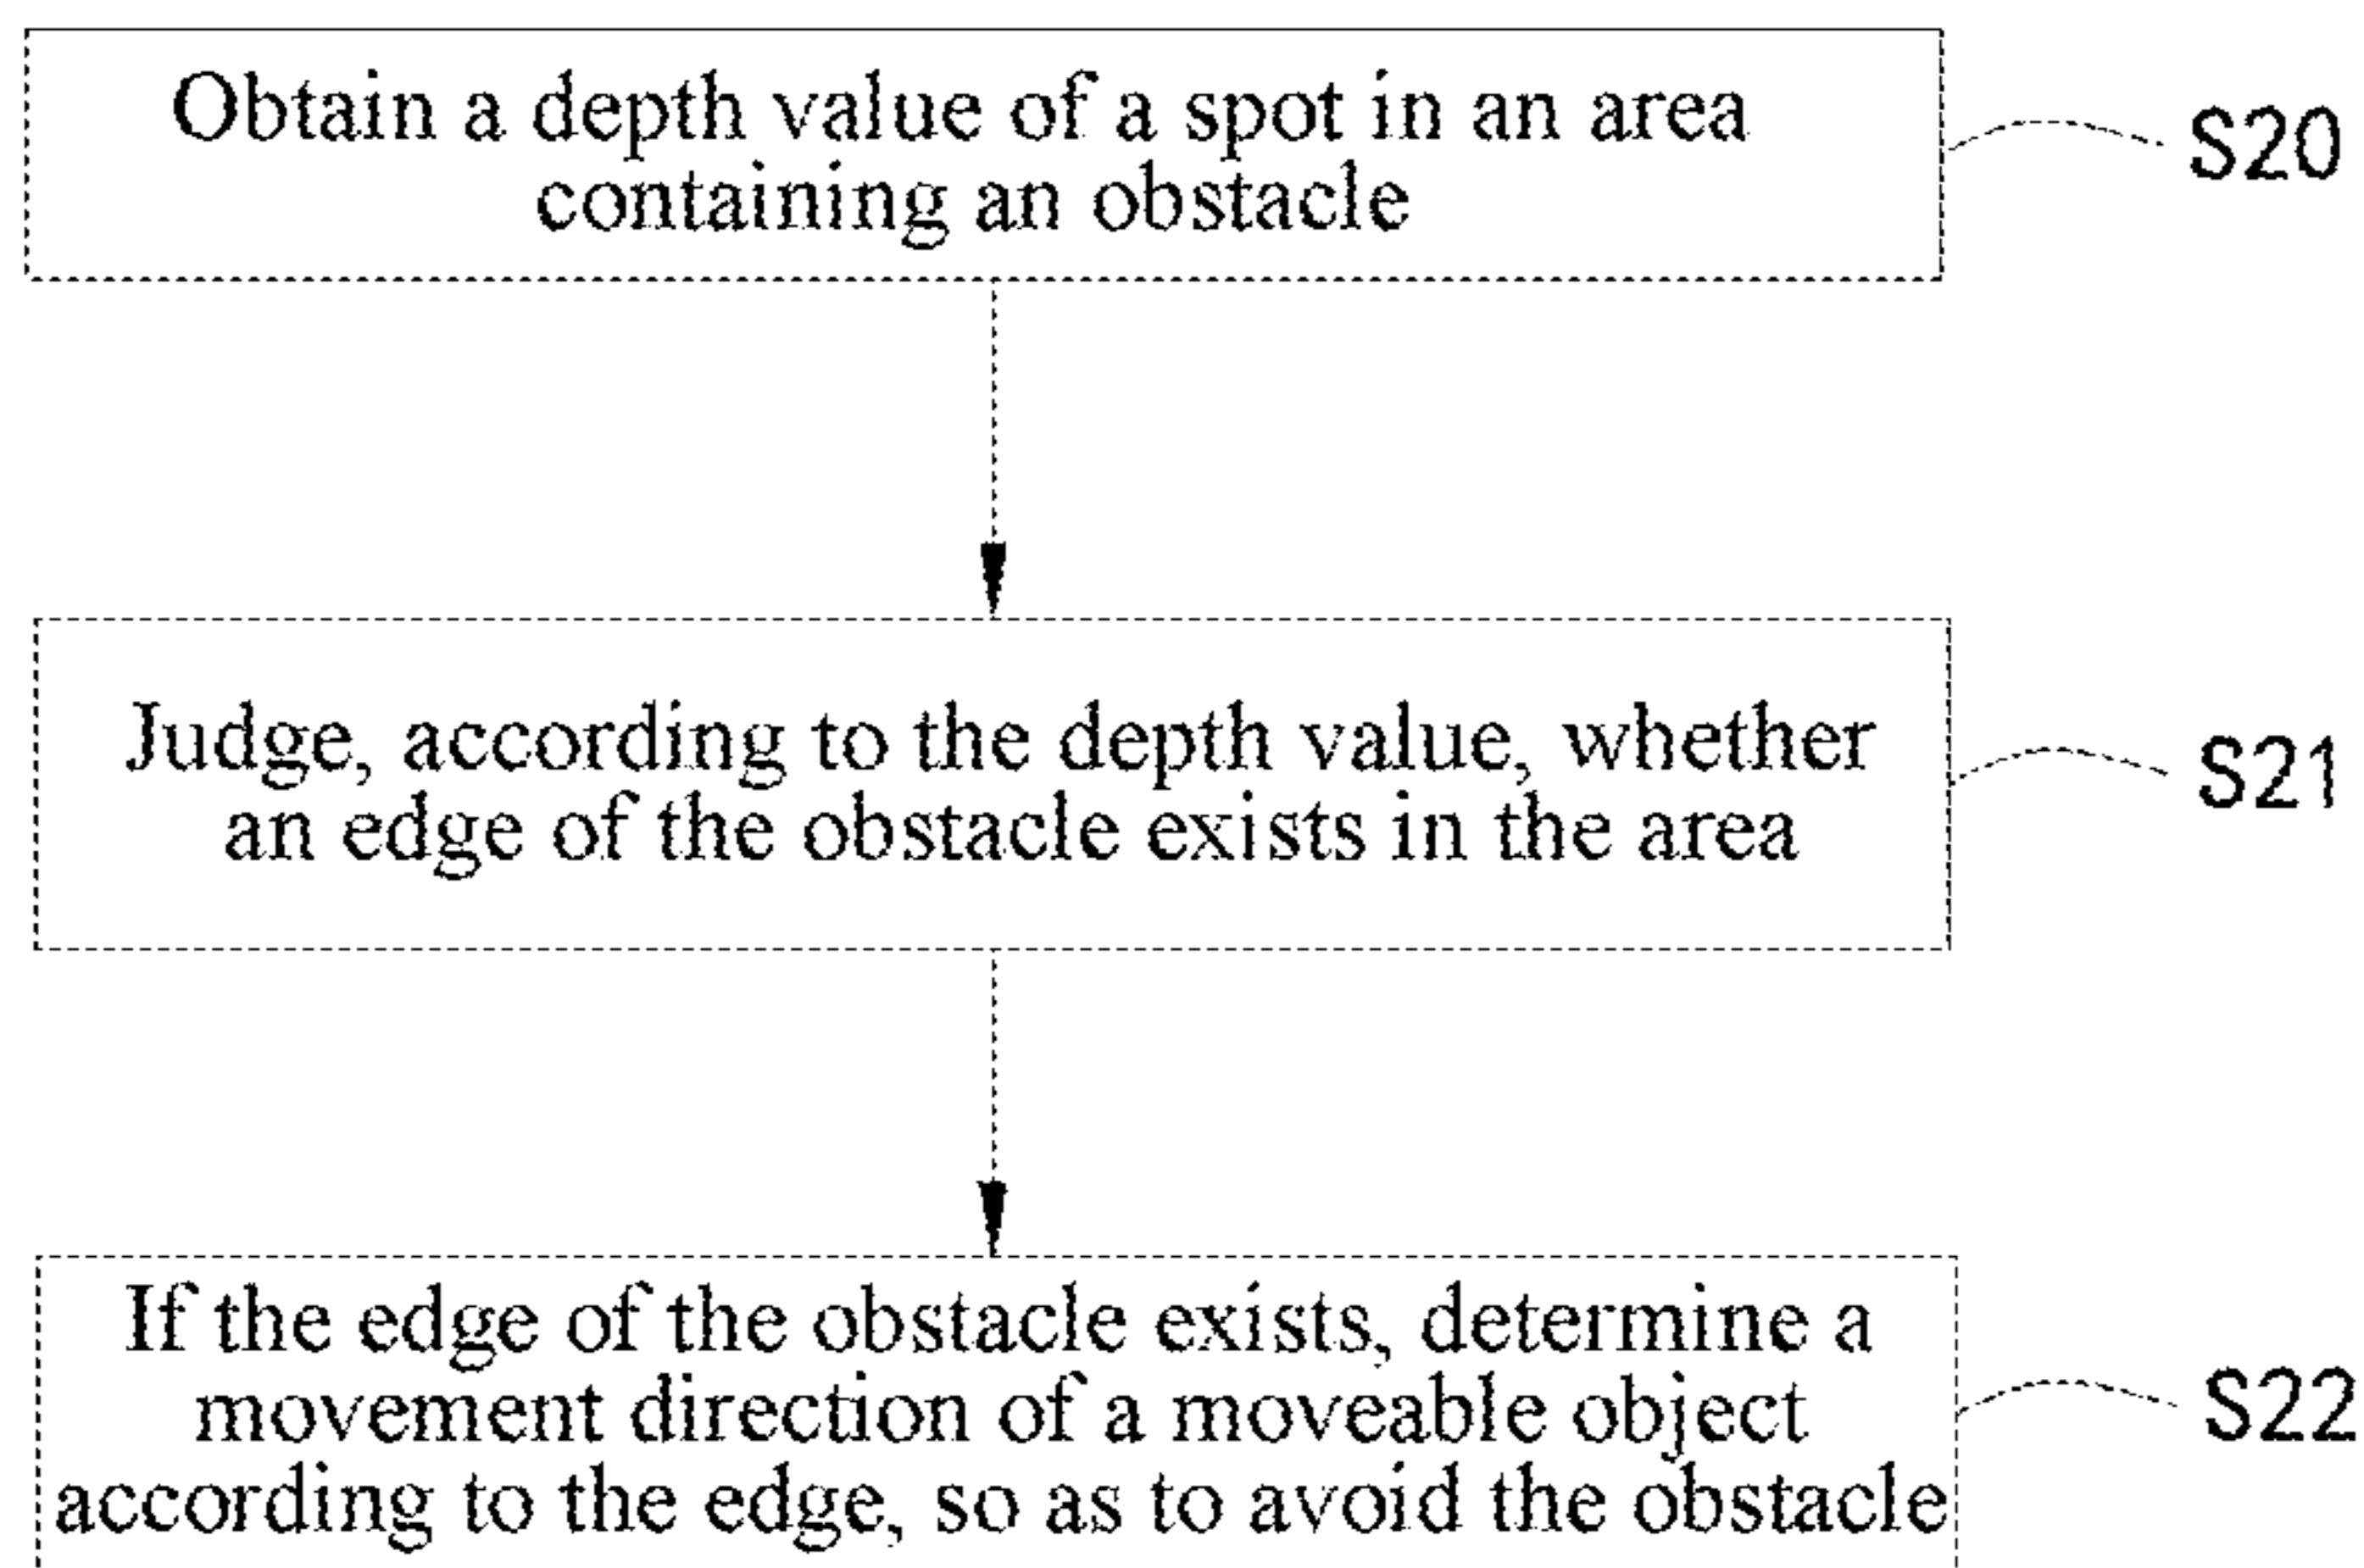 Obtain a depth value of a spot in an area
containing an obstacle
S20
Judge, according to the depth value, whether
an edge of the obstacle exists in the area
S21
If the edge of the obstacle exists, determine a
movement direction of a moveable object
according to the edge, so as to avoid the obstacle
S22